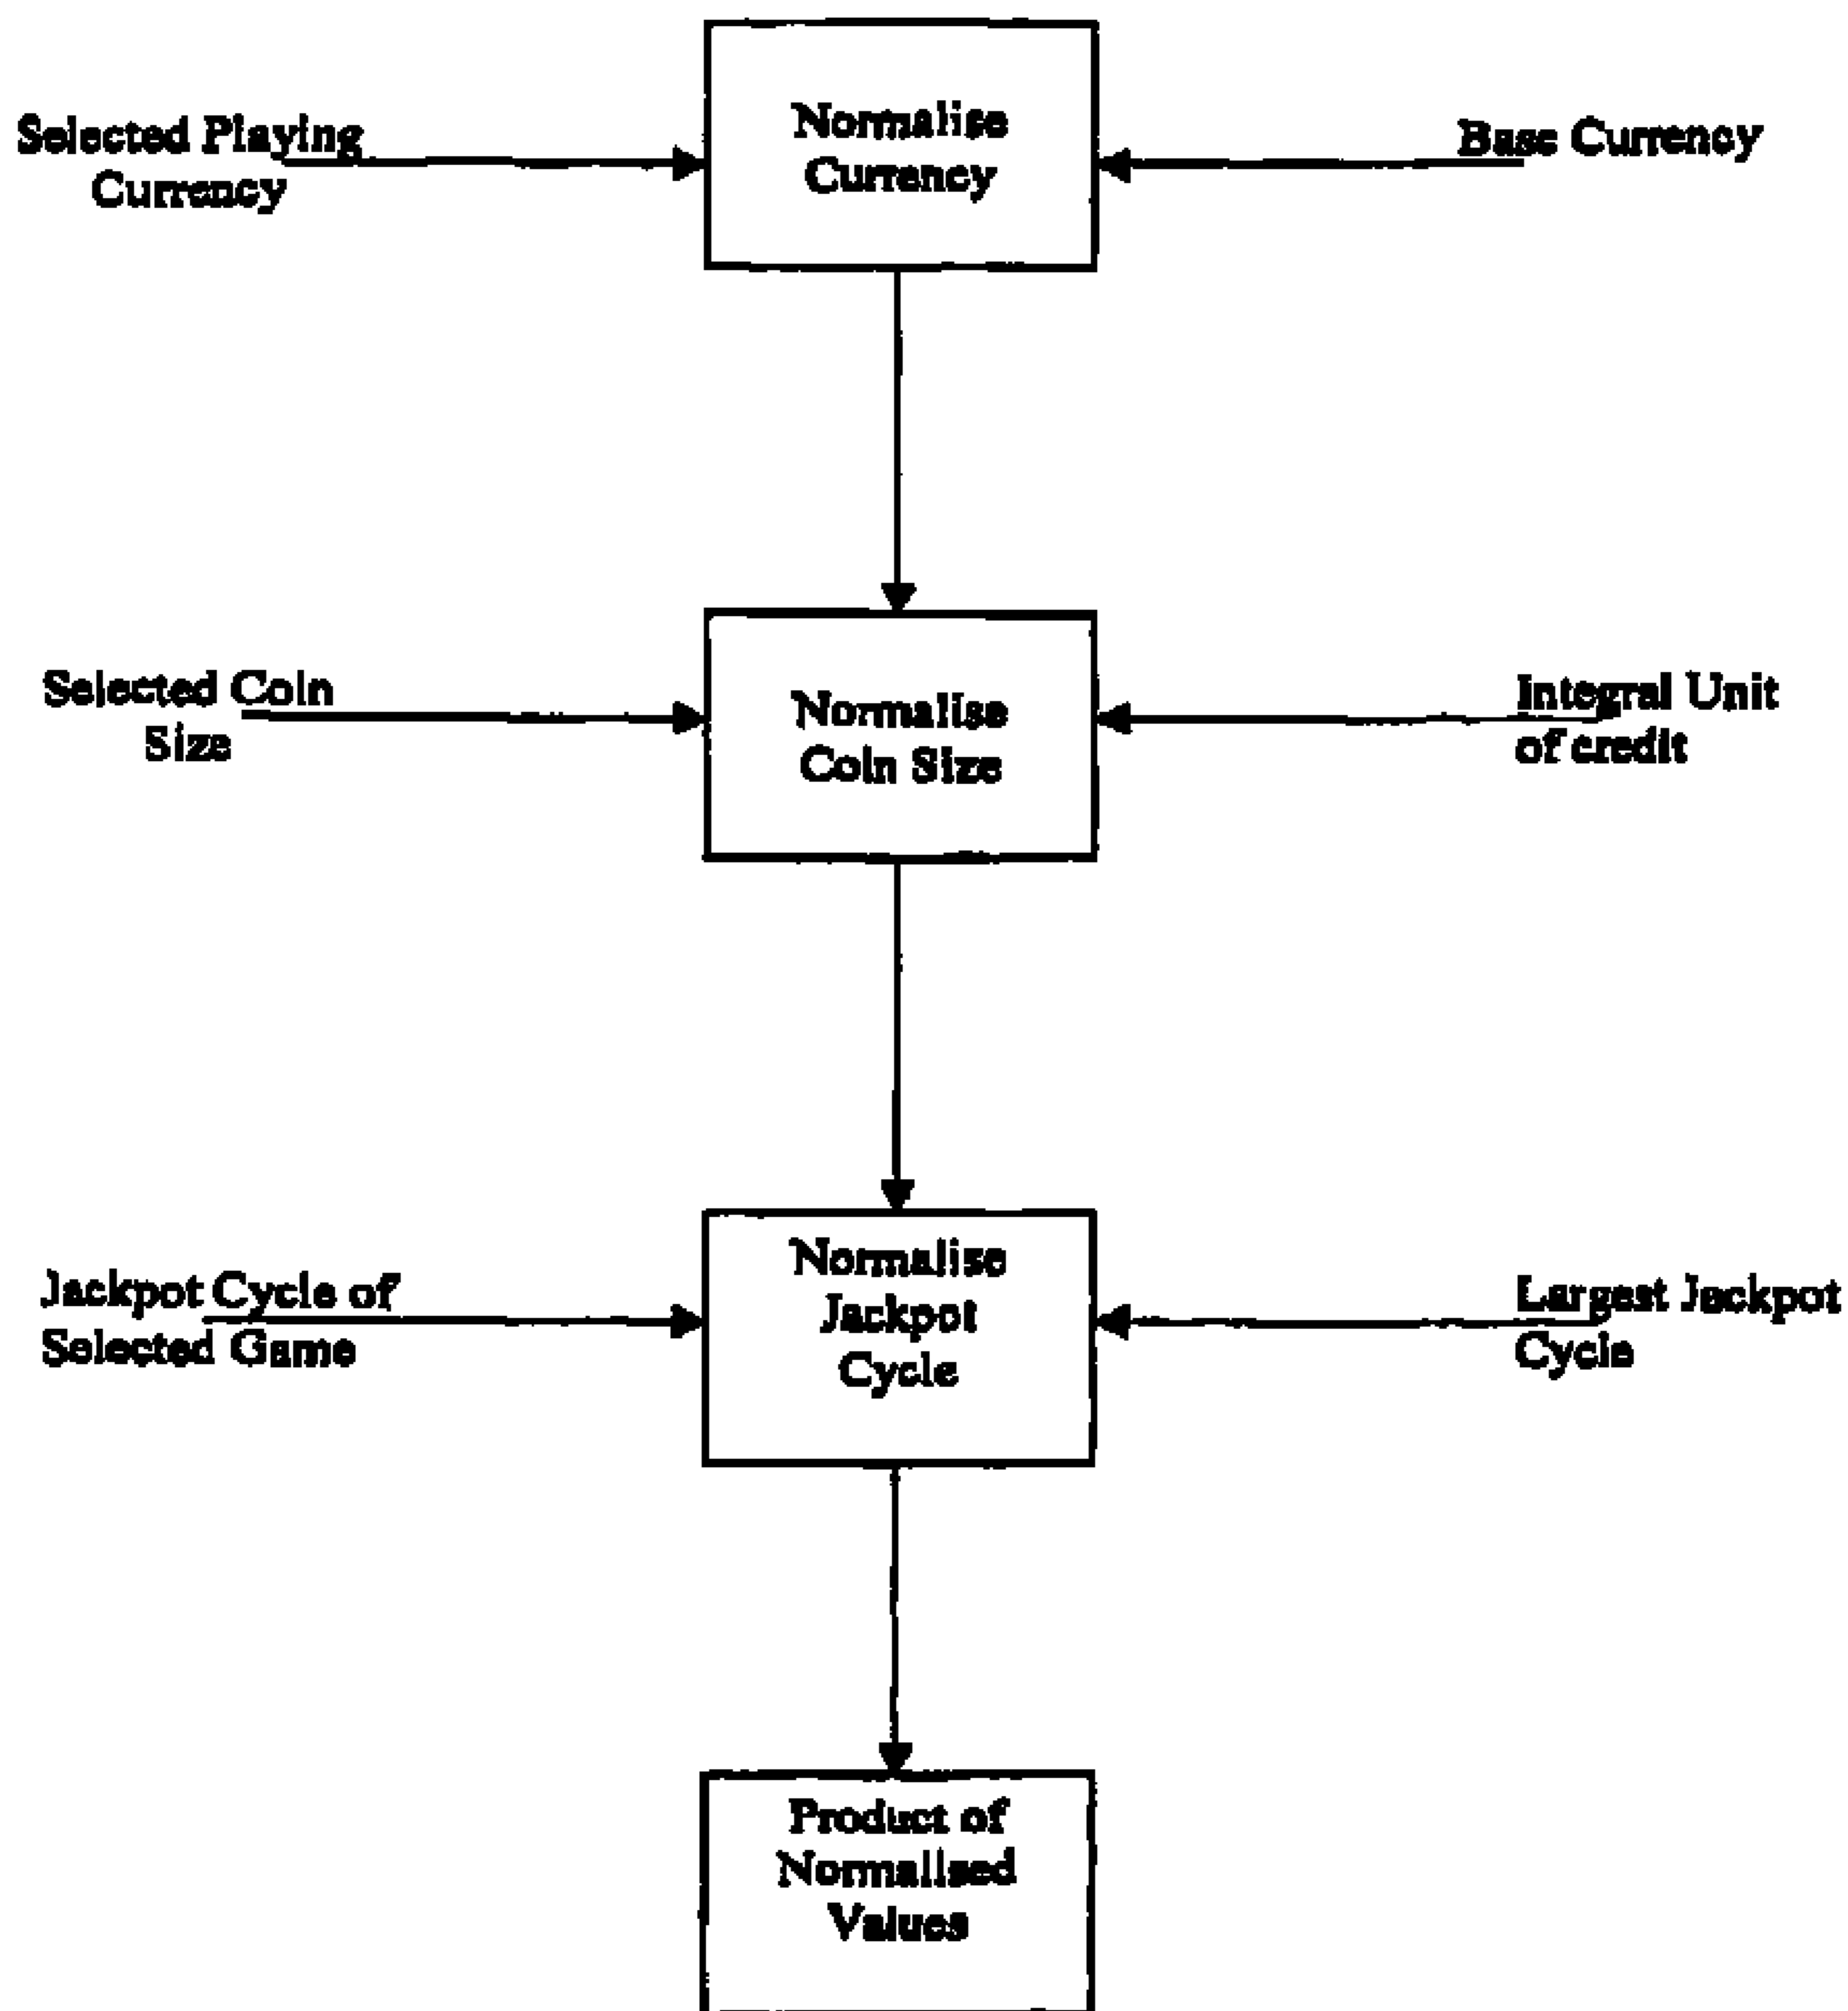 Selected Playing
Currency
Normalise
Currency
Base Currency
Selected Coin
Size
Normalise
Coin Size
Integral Unit
of credit
Jackpot Cycle of
Selected Game
Normalise
Jackpot
Cycle
Largest Jackpot
Cycle
Product of
Normalised
Values